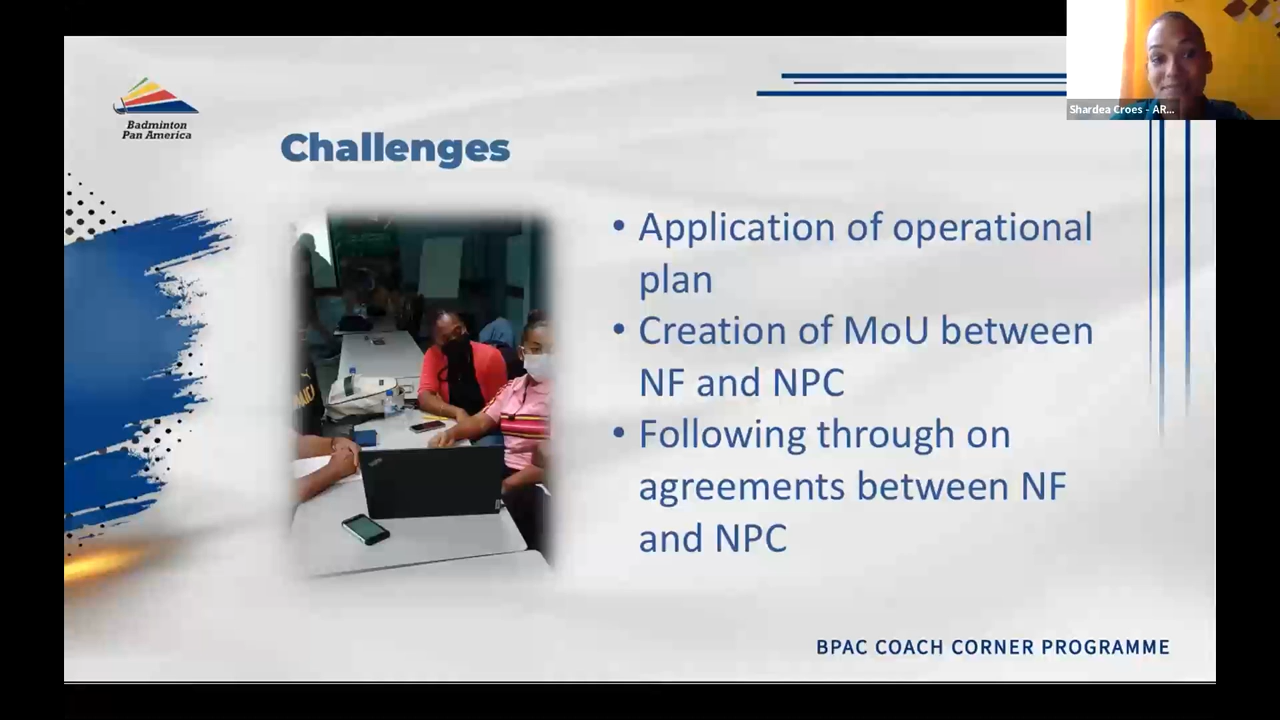 Shardea Croes - AR...
Badminton
Pan America
Challenges
• Application of operational
plan
• Creation of MoU between
NF and NPC
• Following through on
agreements between NF
and NPC
BPAC COACH CORNER PROGRAMME